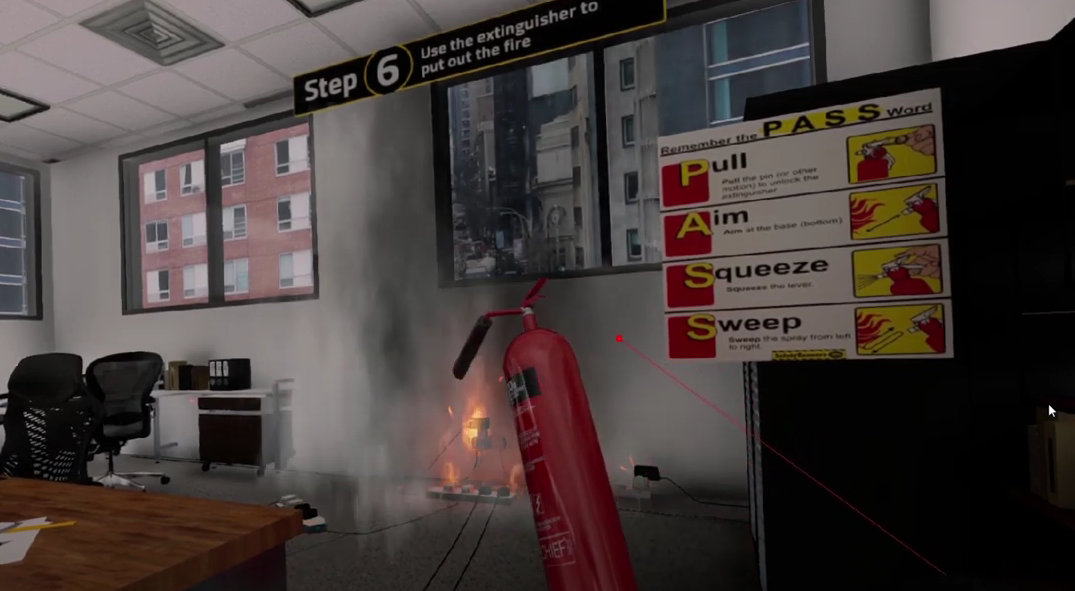 Step 6
Use the extinguisher to
put out the fire
Remember the PASS Word
Pull
Pull the pin (or other
motion) to unlock the
extinguisher
Aim
Aim at the base (bottom)
Squeeze
Squeeze the lever.
Sweep
Sweep the spray from left
to right.
CHIEF